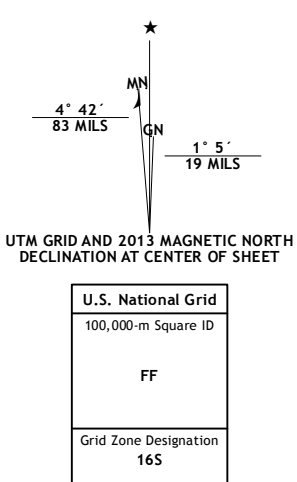 ★
MN
4° 42´
83 MILS
GN
1° 5´
19 MILS
UTM GRID AND 2013 MAGNETIC NORTH
DECLINATION AT CENTER OF SHEET
U.S. National Grid
100,000-m Square ID
FF
Grid Zone Designation
16S